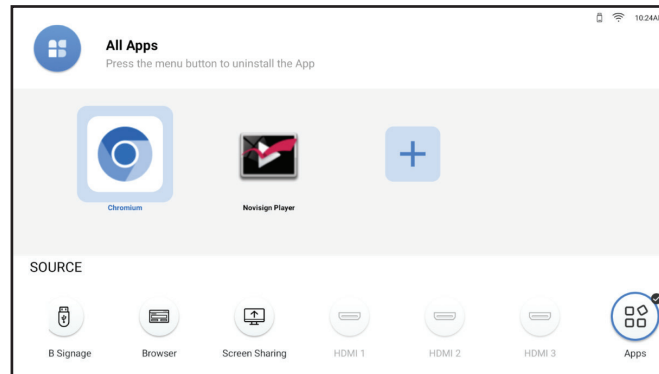 10:24A
All Apps
Press the menu button to uninstall the App
Chromium
Novisign Player
SOURCE
B Signage
Browser
Screen Sharing
HDMI 1
HDMI 2
HDMI 3
Apps